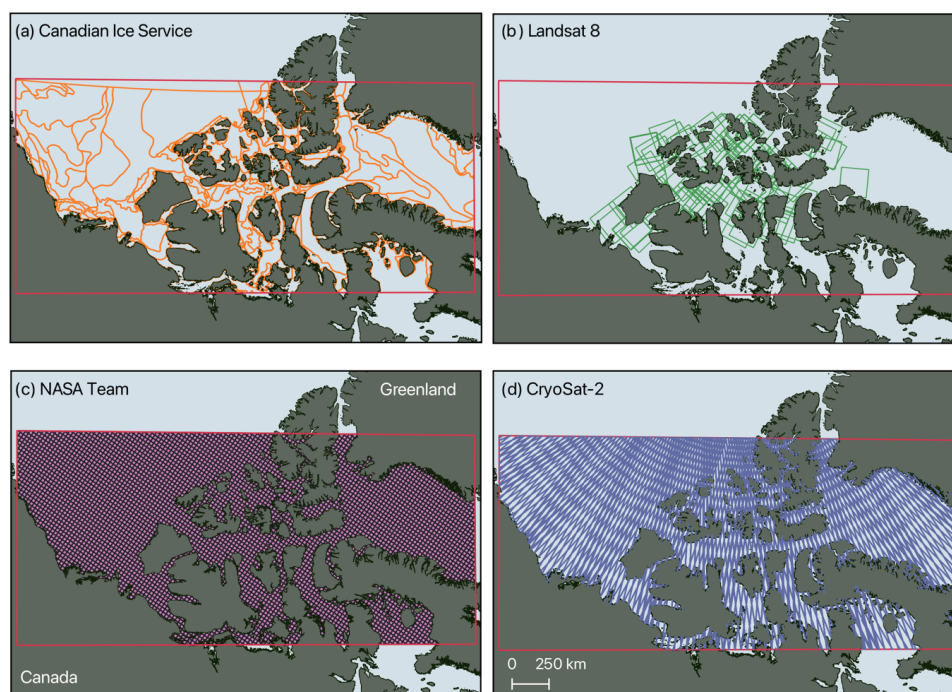 (a) Canadian Ice Service
(b) Landsat 8
(c) NASA Team
Greenland
Canada
(d) CryoSat-2
0 250 km